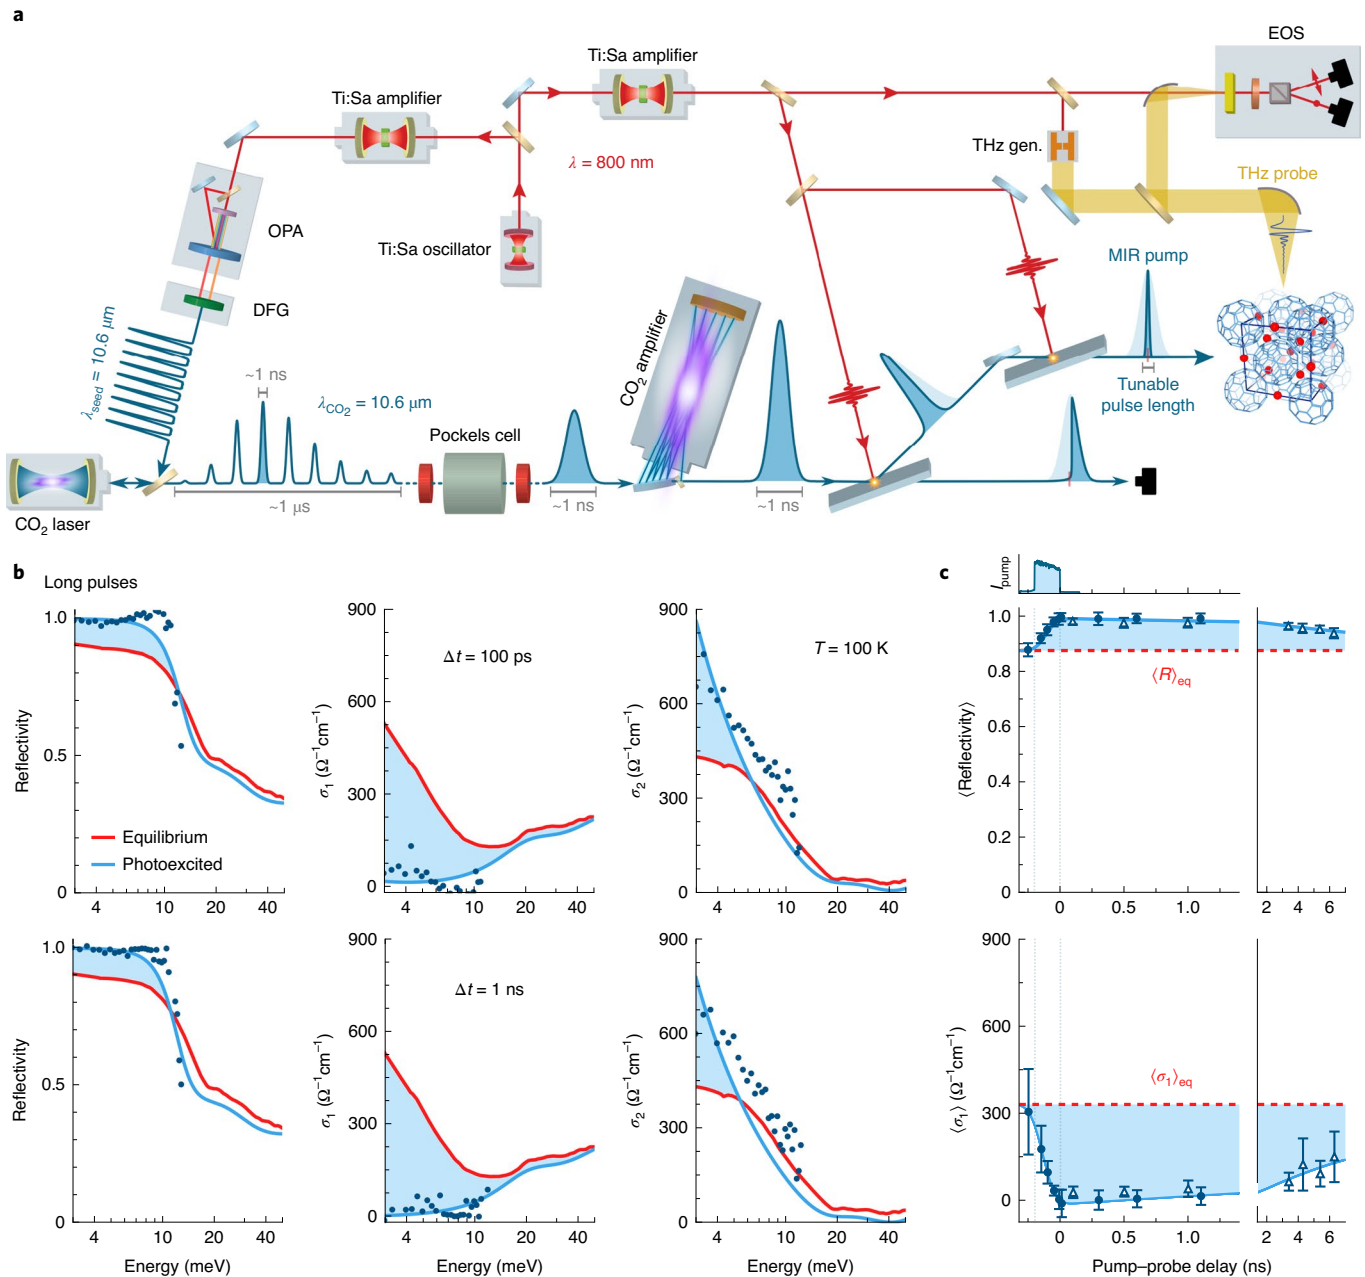 a
Ti:Sa amplifier
EOS
Ti:Sa amplifier
λ = 800 nm
THz gen.
THz probe
OPA
Ti:Sa oscillator
MIR pump
DFG
λseed = 10.6 μm
CO2 amplifier
~1 ns
λCO2 = 10.6 μm
Tunable
pulse length
Pockels cell
CO2 laser
~1 μs
~1 ns
~1 ns
b
Long pulses
Reflectivity
1.0
0.5
0
4 10 20 40
Equilibrium
Photoexcited
σ1 (Ω−1cm−1)
900
600
300
0
4 10 20 40
Δt = 100 ps
σ2 (Ω−1cm−1)
900
600
300
0
4 10 20 40
T = 100 K
Reflectivity
1.0
0.5
0
4 10 20 40
Energy (meV)
σ1 (Ω−1cm−1)
900
600
300
0
4 10 20 40
Energy (meV)
Δt = 1 ns
σ2 (Ω−1cm−1)
900
600
300
0
4 10 20 40
Energy (meV)
c
Ipump
⟨Reflectivity⟩
1.0
0.8
0.6
0.4
0.2
0
0 0.5 1.0 2 4 6
⟨R⟩eq
⟨σ1⟩ (Ω−1cm−1)
900
600
300
0
0 0.5 1.0 2 4 6
⟨σ1⟩eq
Pump–probe delay (ns)